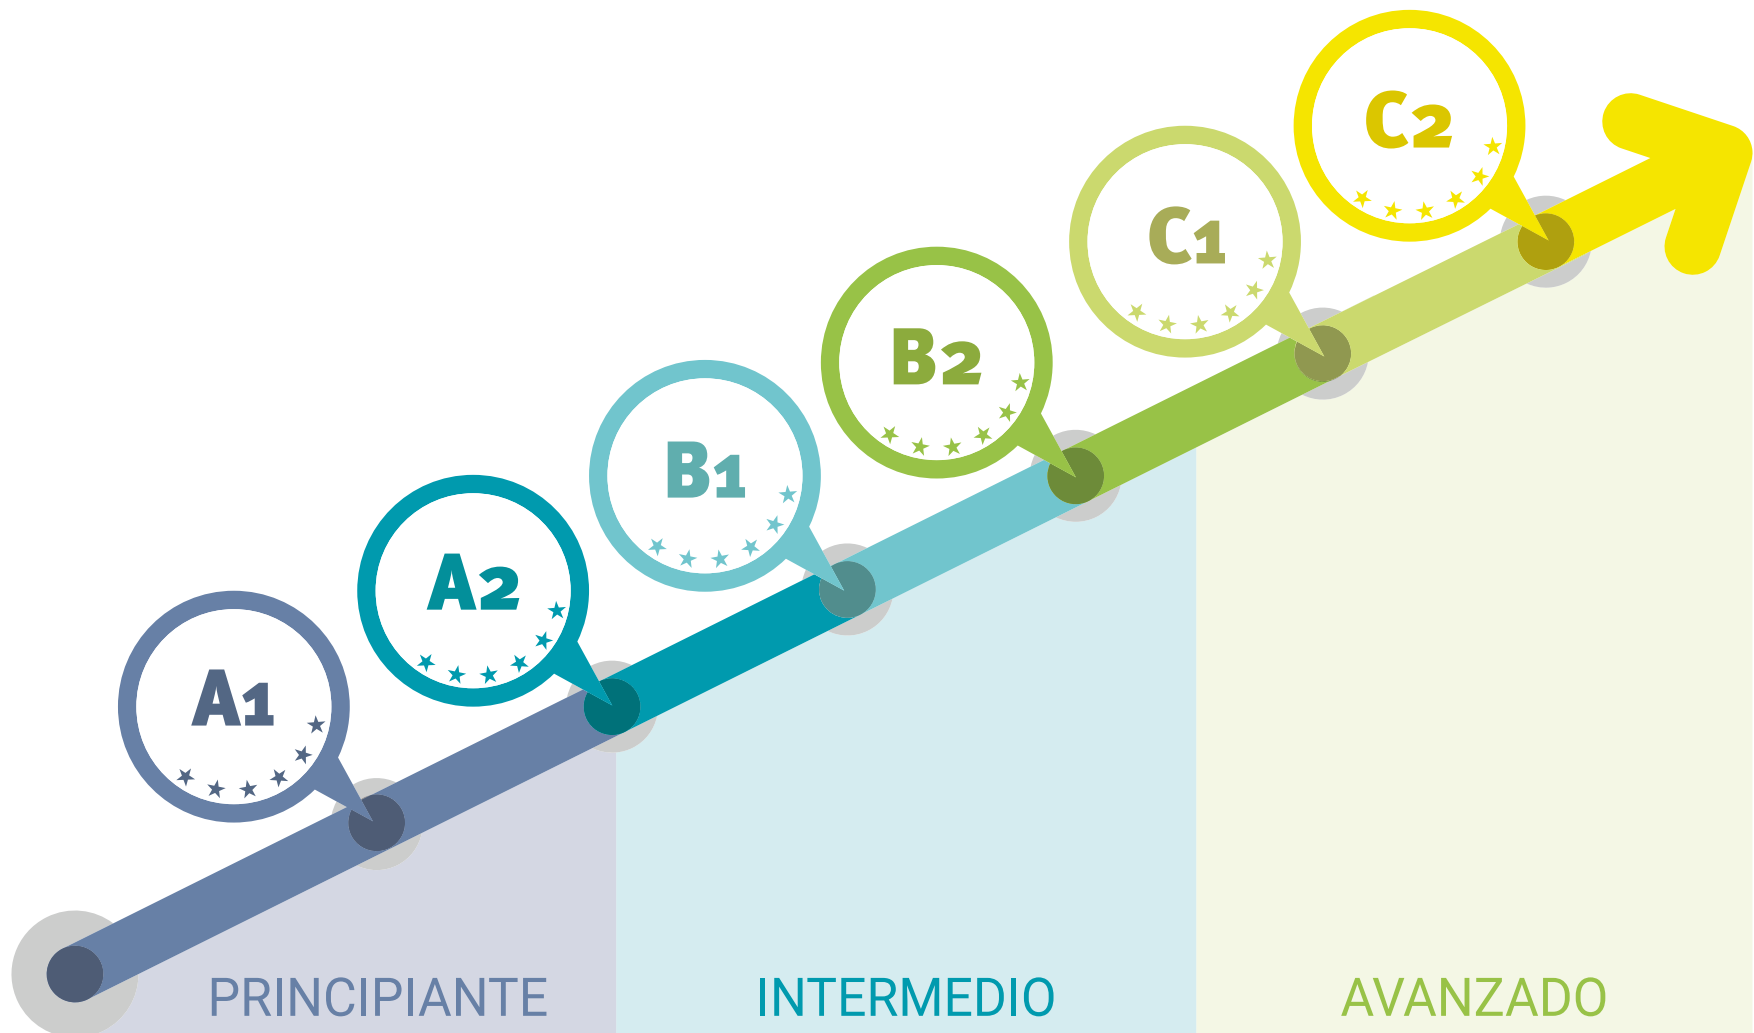 A1
A2
B1
B2
C1
C2
PRINCIPIANTE
INTERMEDIO
AVANZADO